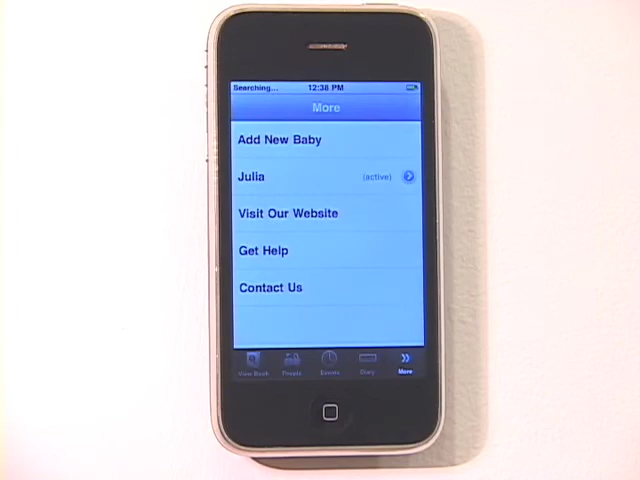 Searching... 12:38 PM
More
Add New Baby
Julia (active)
Visit Our Website
Get Help
Contact Us
View Book Events Diary More